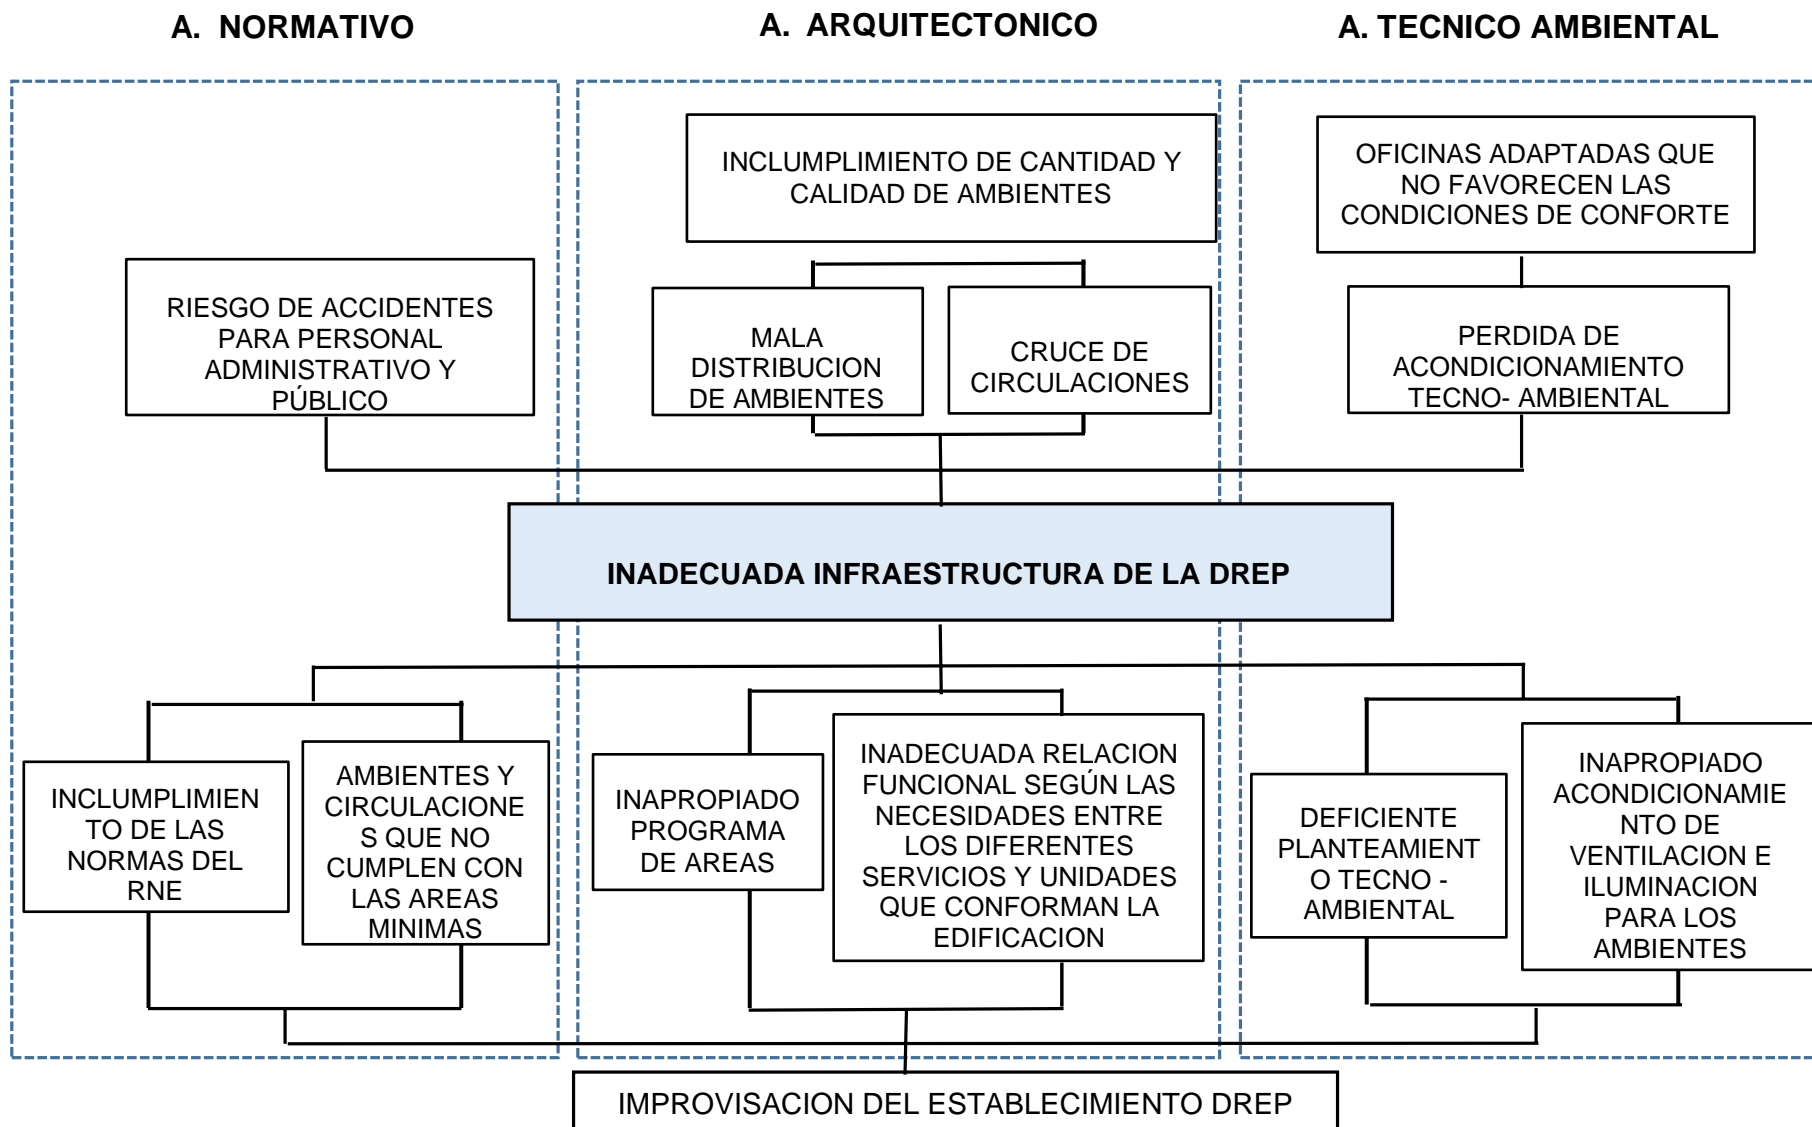 A. NORMATIVO
A. ARQUITECTONICO
A. TECNICO AMBIENTAL
INCLUMPLIMIENTO DE CANTIDAD Y
CALIDAD DE AMBIENTES
OFICINAS ADAPTADAS QUE
NO FAVORECEN LAS
CONDICIONES DE CONFORTE
RIESGO DE ACCIDENTES
PARA PERSONAL
ADMINISTRATIVO Y
PÚBLICO
MALA
DISTRIBUCION
DE AMBIENTES
CRUCE DE
CIRCULACIONES
PERDIDA DE
ACONDICIONAMIENTO
TECNO- AMBIENTAL
INADECUADA INFRAESTRUCTURA DE LA DREP
INCLUMPLIMIEN
TO DE LAS
NORMAS DEL
RNE
AMBIENTES Y
CIRCULACIONE
S QUE NO
CUMPLEN CON
LAS AREAS
MINIMAS
INAPROPIADO
PROGRAMA
DE AREAS
INADECUADA RELACION
FUNCIONAL SEGÚN LAS
NECESIDADES ENTRE
LOS DIFERENTES
SERVICIOS Y UNIDADES
QUE CONFORMAN LA
EDIFICACION
DEFICIENTE
PLANTEAMIENT
O TECNO -
AMBIENTAL
INAPROPIADO
ACONDICIONAMIE
NTO DE
VENTILACION E
ILUMINACION
PARA LOS
AMBIENTES
IMPROVISACION DEL ESTABLECIMIENTO DREP